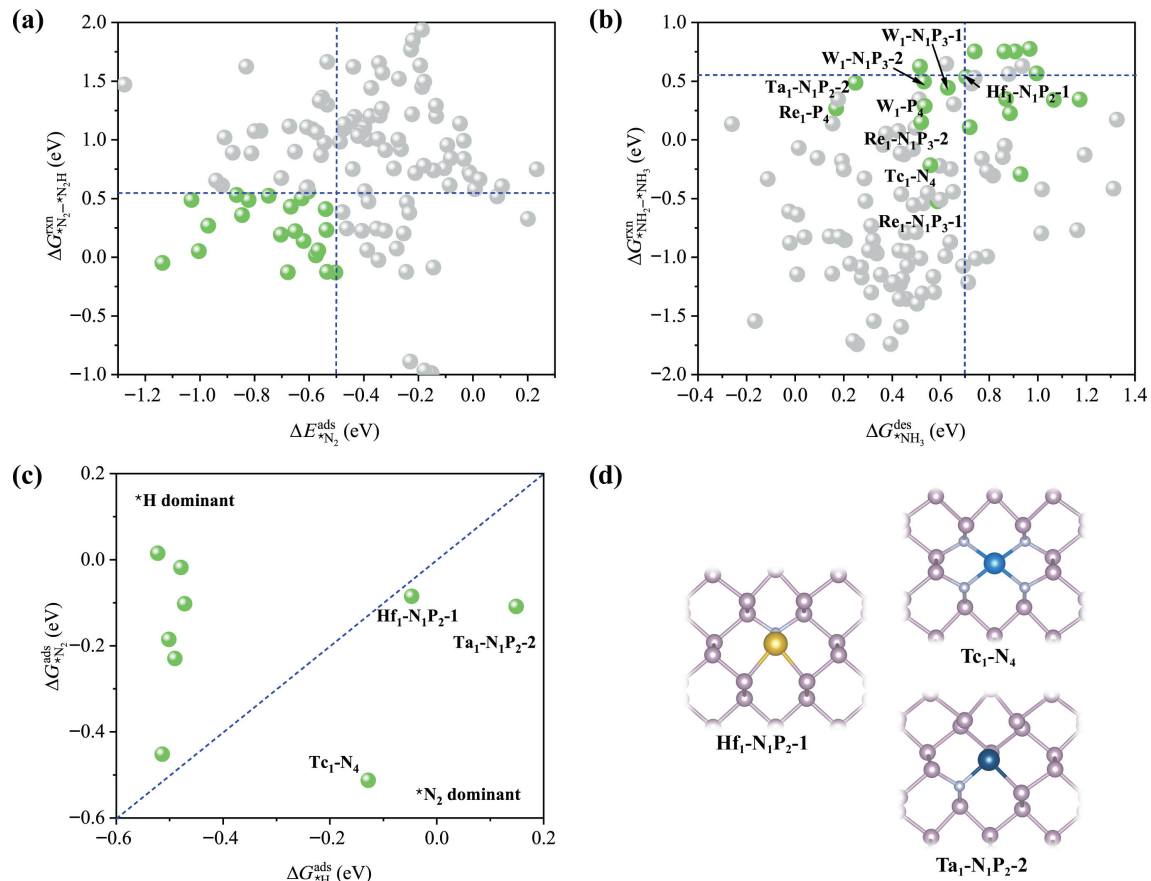 (a)
2.0
1.5
1.0
0.5
0.0
−0.5
−1.0
ΔG^rxn_*N₂−*N₂H (eV)
−1.2 −1.0 −0.8 −0.6 −0.4 −0.2 0.0 0.2
ΔE^ads_*N₂ (eV)
(b)
1.0
0.5
0.0
−0.5
−1.0
−1.5
−2.0
ΔG^rxn_*NH₂−*NH₃ (eV)
W₁-N₁P₃-1
W₁-N₁P₃-2
Ta₁-N₁P₂-2
Hf₁-N₁P₂-1
Re₁-P₄
W₁-P₄
Re₁-N₁P₃-2
Tc₁-N₄
Re₁-N₁P₃-1
−0.4 −0.2 0.0 0.2 0.4 0.6 0.8 1.0 1.2 1.4
ΔG^des_*NH₃ (eV)
(c)
0.2
0.0
−0.2
−0.4
−0.6
ΔG^ads_*N₂ (eV)
*H dominant
Hf₁-N₁P₂-1
Ta₁-N₁P₂-2
Tc₁-N₄
*N₂ dominant
−0.6 −0.4 −0.2 0.0 0.2
ΔG^ads_*H (eV)
(d)
Hf₁-N₁P₂-1
Tc₁-N₄
Ta₁-N₁P₂-2